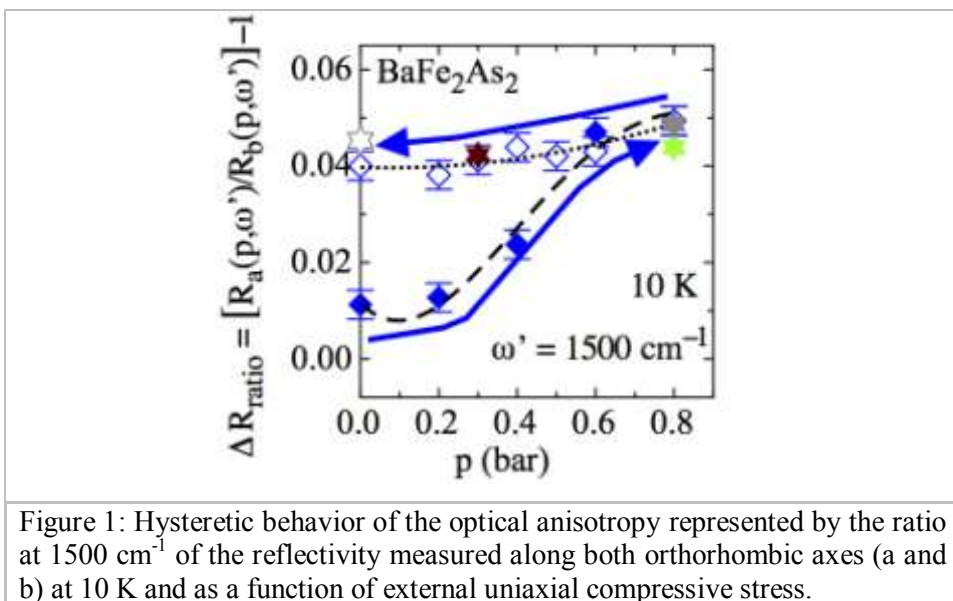 0.06
BaFe₂As₂
0.04
0.02
10 K
0.00
ω' = 1500 cm⁻¹
0.0 0.2 0.4 0.6 0.8
p (bar)
ΔR_ratio = [R_a(p,ω')/R_b(p,ω')]−1
Figure 1: Hysteretic behavior of the optical anisotropy represented by the ratio
at 1500 cm⁻¹ of the reflectivity measured along both orthorhombic axes (a and
b) at 10 K and as a function of external uniaxial compressive stress.